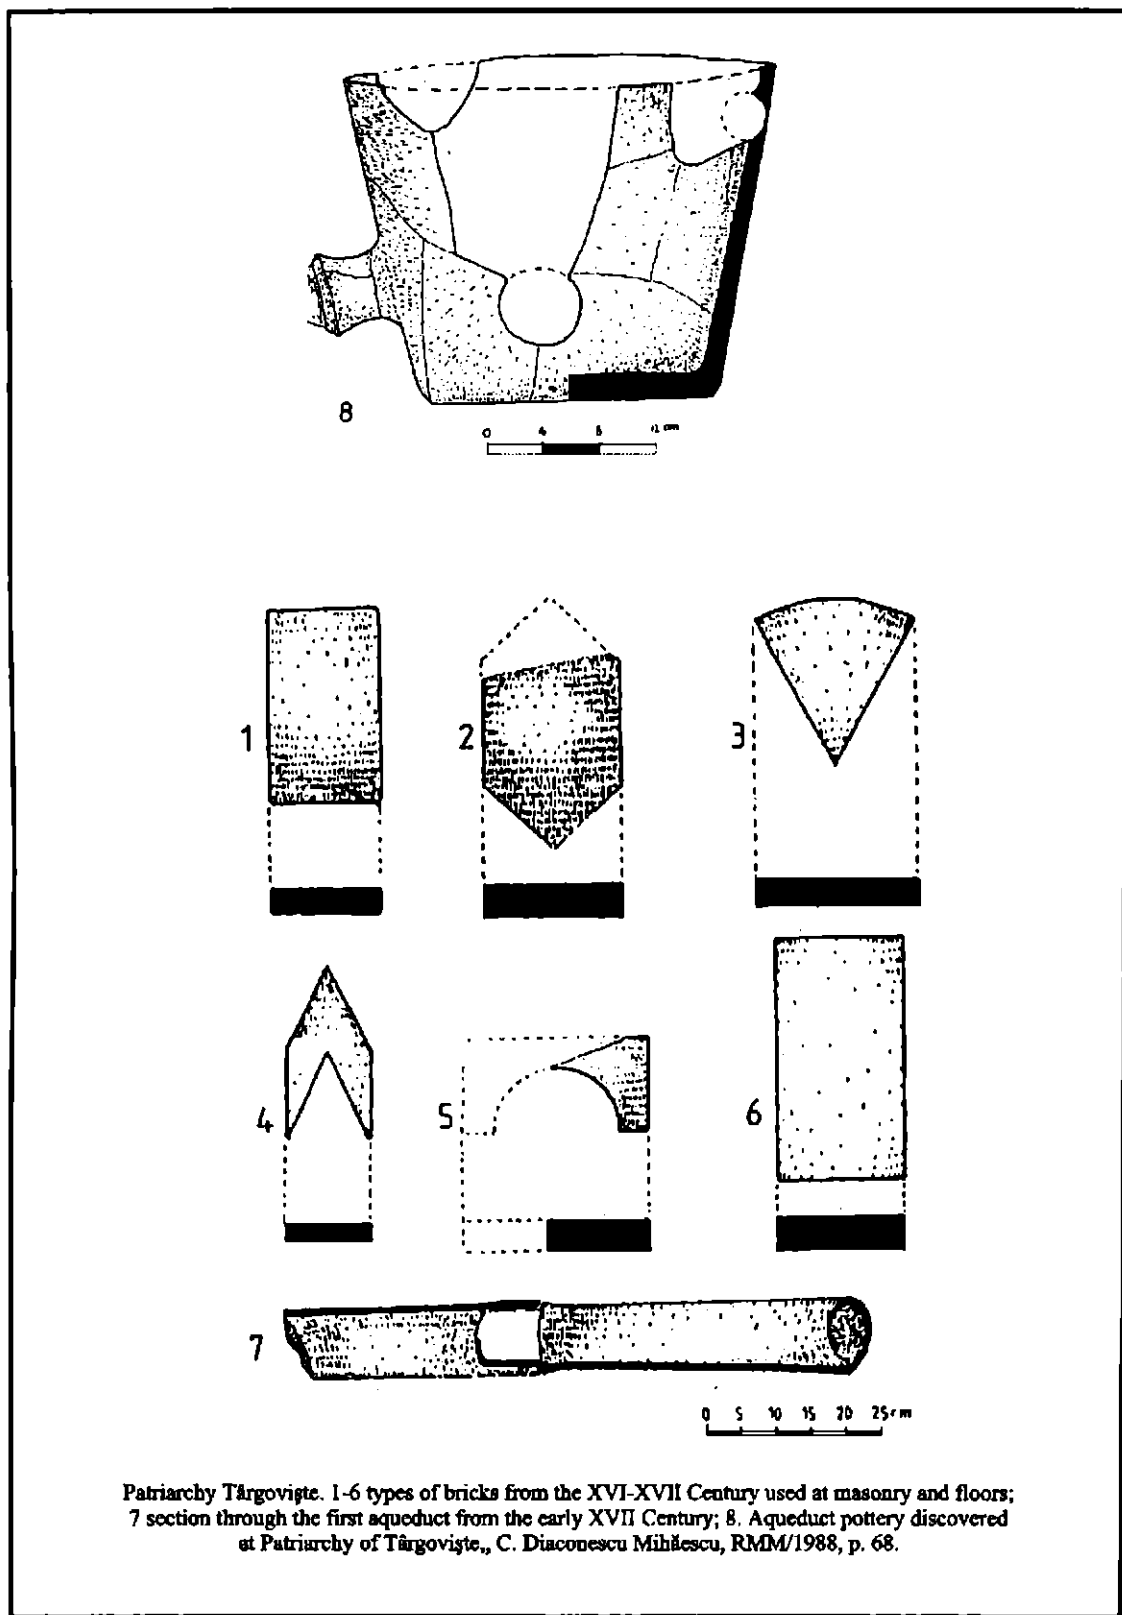 8
0 4 8 12 cm
1
2
3
4
5
6
7
0 5 10 15 20 25cm
Patriarchy Târgovişte. 1-6 types of bricks from the XVI-XVII Century used at masonry and floors;
7 section through the first aqueduct from the early XVII Century; 8. Aqueduct pottery discovered
at Patriarchy of Târgovişte,, C. Diaconescu Mihăescu, RMM/1988, p. 68.